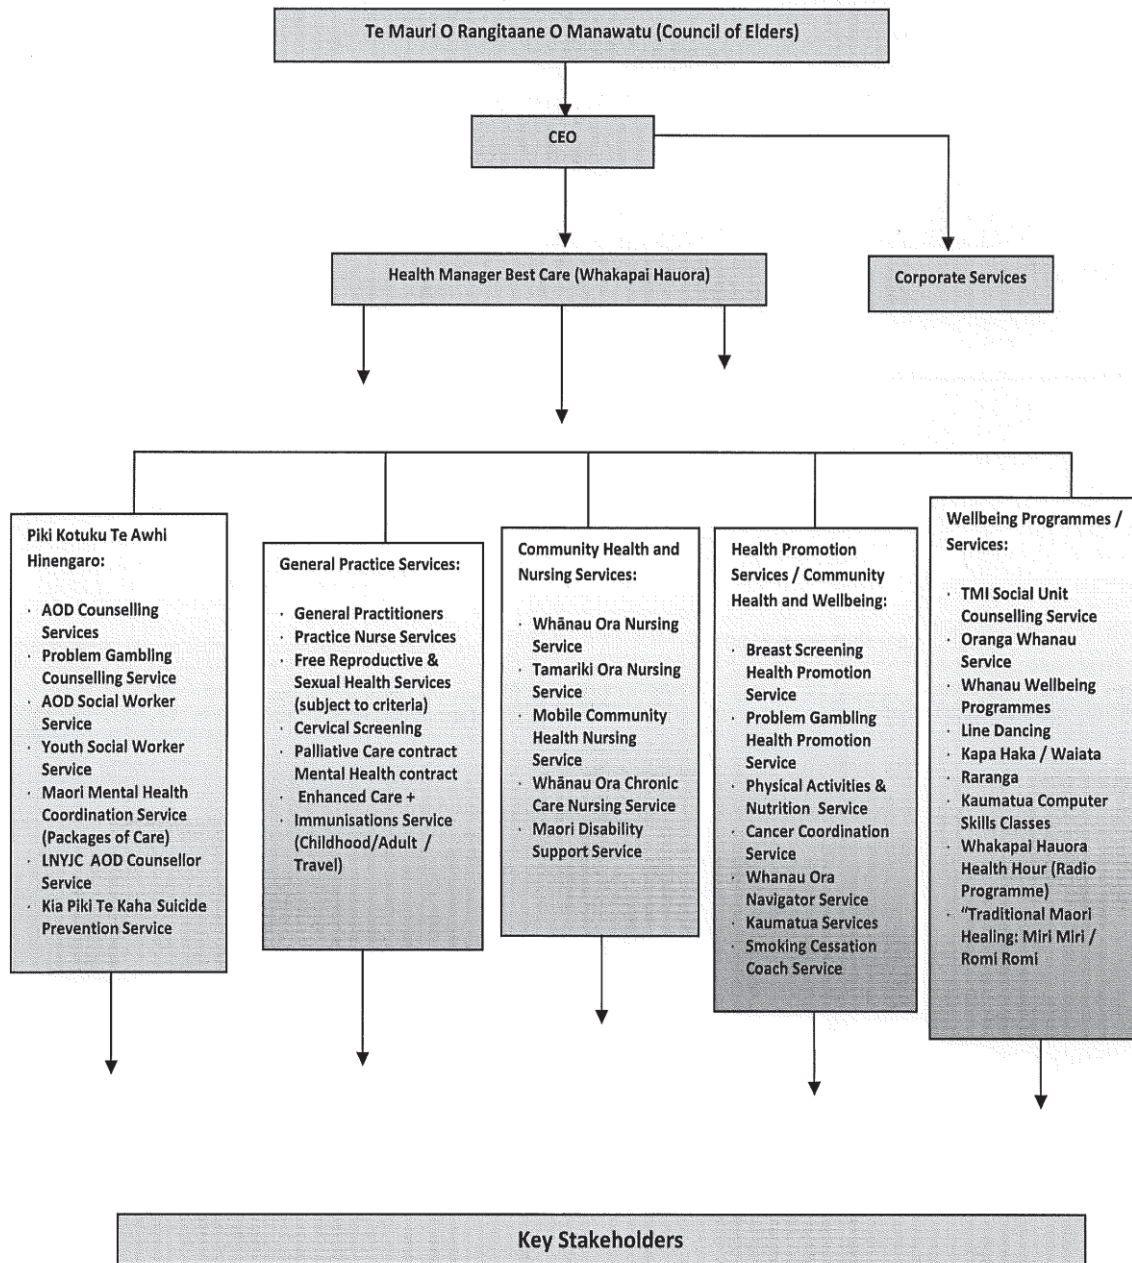 Te Mauri O Rangitaane O Manawatu (Council of Elders)
CEO
Health Manager Best Care (Whakapai Hauora)
Corporate Services
Piki Kotuku Te Awhi
Hinengaro:
· AOD Counselling
Services
· Problem Gambling
Counselling Service
· AOD Social Worker
Service
· Youth Social Worker
Service
· Maori Mental Health
Coordination Service
(Packages of Care)
· LNYJC AOD Counsellor
Service
· Kia Piki Te Kaha Suicide
Prevention Service
General Practice Services:
· General Practitioners
· Practice Nurse Services
· Free Reproductive &
Sexual Health Services
(subject to criteria)
· Cervical Screening
· Palliative Care contract
Mental Health contract
· Enhanced Care +
· Immunisations Service
(Childhood/Adult /
Travel)
Community Health and
Nursing Services:
· Whānau Ora Nursing
Service
· Tamariki Ora Nursing
Service
· Mobile Community
Health Nursing
Service
· Whānau Ora Chronic
Care Nursing Service
· Maori Disability
Support Service
Health Promotion
Services / Community
Health and Wellbeing:
· Breast Screening
Health Promotion
Service
· Problem Gambling
Health Promotion
Service
· Physical Activities &
Nutrition Service
· Cancer Coordination
Service
· Whanau Ora
Navigator Service
· Kaumatua Services
· Smoking Cessation
Coach Service
Wellbeing Programmes /
Services:
· TMI Social Unit
Counselling Service
· Oranga Whanau
Service
· Whanau Wellbeing
Programmes
· Line Dancing
· Kapa Haka / Waiata
· Raranga
· Kaumatua Computer
Skills Classes
· Whakapai Hauora
Health Hour (Radio
Programme)
· “Traditional Maori
Healing: Miri Miri /
Romi Romi
Key Stakeholders